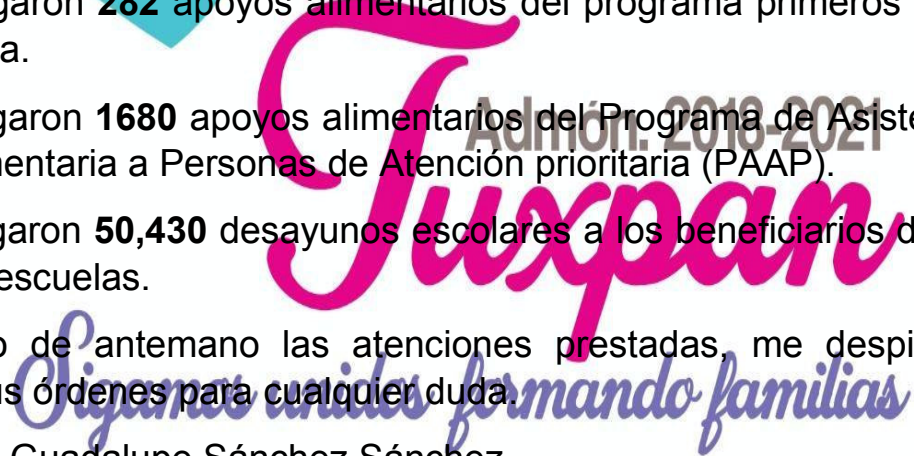 garon 282 apoyos alimentarios del programa primeros
a.
garon 1680 apoyos alimentarios del Programa de Asiste
mentaria a Personas de Atención prioritaria (PAAP).
Admón. 2018-2021
Tuxpan
garon 50,430 desayunos escolares a los beneficiarios d
escuelas.
o de antemano las atenciones prestadas, me despi
us órdenes para cualquier duda.
Sigamos unidos formando familias
Guadalupe Sánchez Sánchez